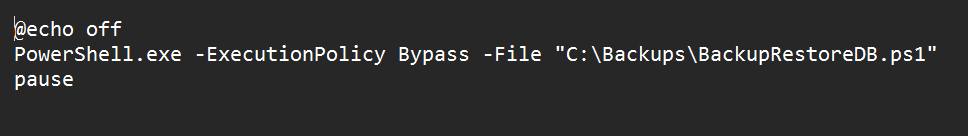 @echo off
PowerShell.exe -ExecutionPolicy Bypass -File "C:\Backups\BackupRestoreDB.ps1"
pause